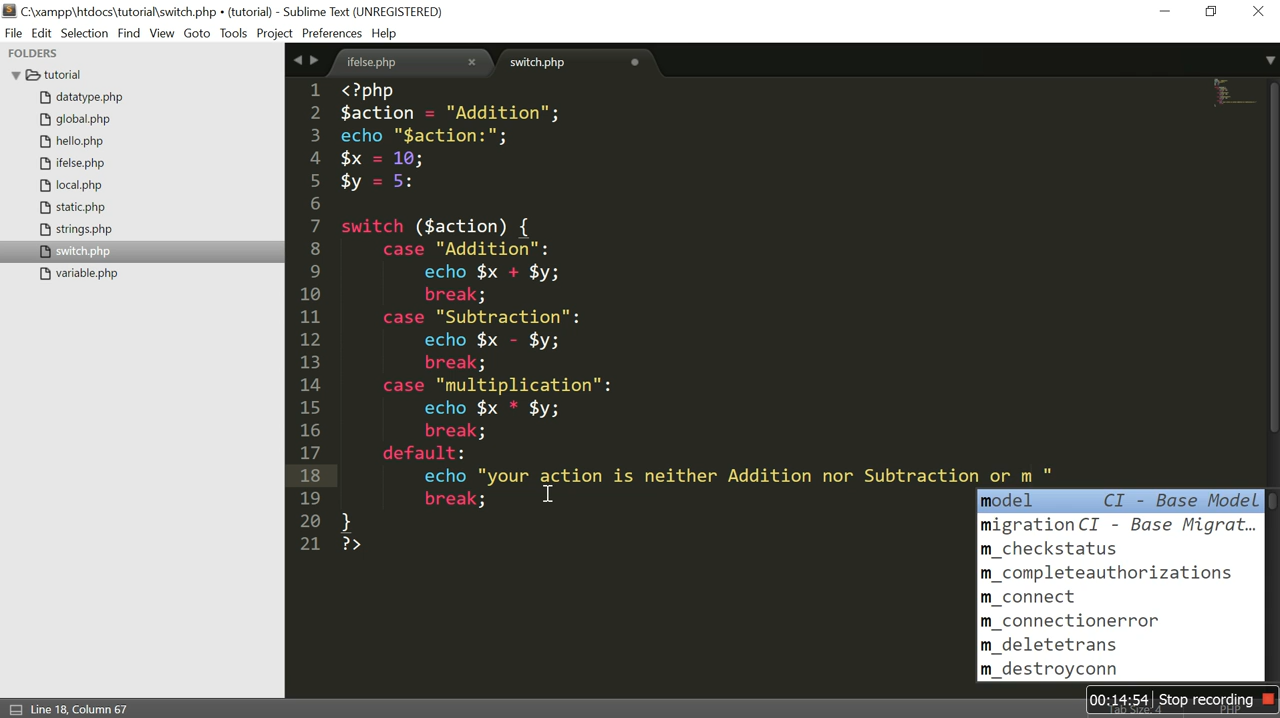 C:\xampp\htdocs\tutorial\switch.php • (tutorial) - Sublime Text (UNREGISTERED)
File Edit Selection Find View Goto Tools Project Preferences Help
FOLDERS
tutorial
datatype.php
global.php
hello.php
ifelse.php
local.php
static.php
strings.php
switch.php
variable.php
ifelse.php × switch.php
1 <?php
2 $action = "Addition";
3 echo "$action:";
4 $x = 10;
5 $y = 5:
6
7 switch ($action) {
8 case "Addition":
9 echo $x + $y;
10 break;
11 case "Subtraction":
12 echo $x - $y;
13 break;
14 case "multiplication":
15 echo $x * $y;
16 break;
17 default:
18 echo "your action is neither Addition nor Subtraction or m "
19 break;
20 }
21 ?>
model CI - Base Model
migration CI - Base Migrat…
m_checkstatus
m_completeauthorizations
m_connect
m_connectionerror
m_deletetrans
m_destroyconn
00:14:54 Stop recording
Line 18, Column 67
Tab Size: 4 PHP